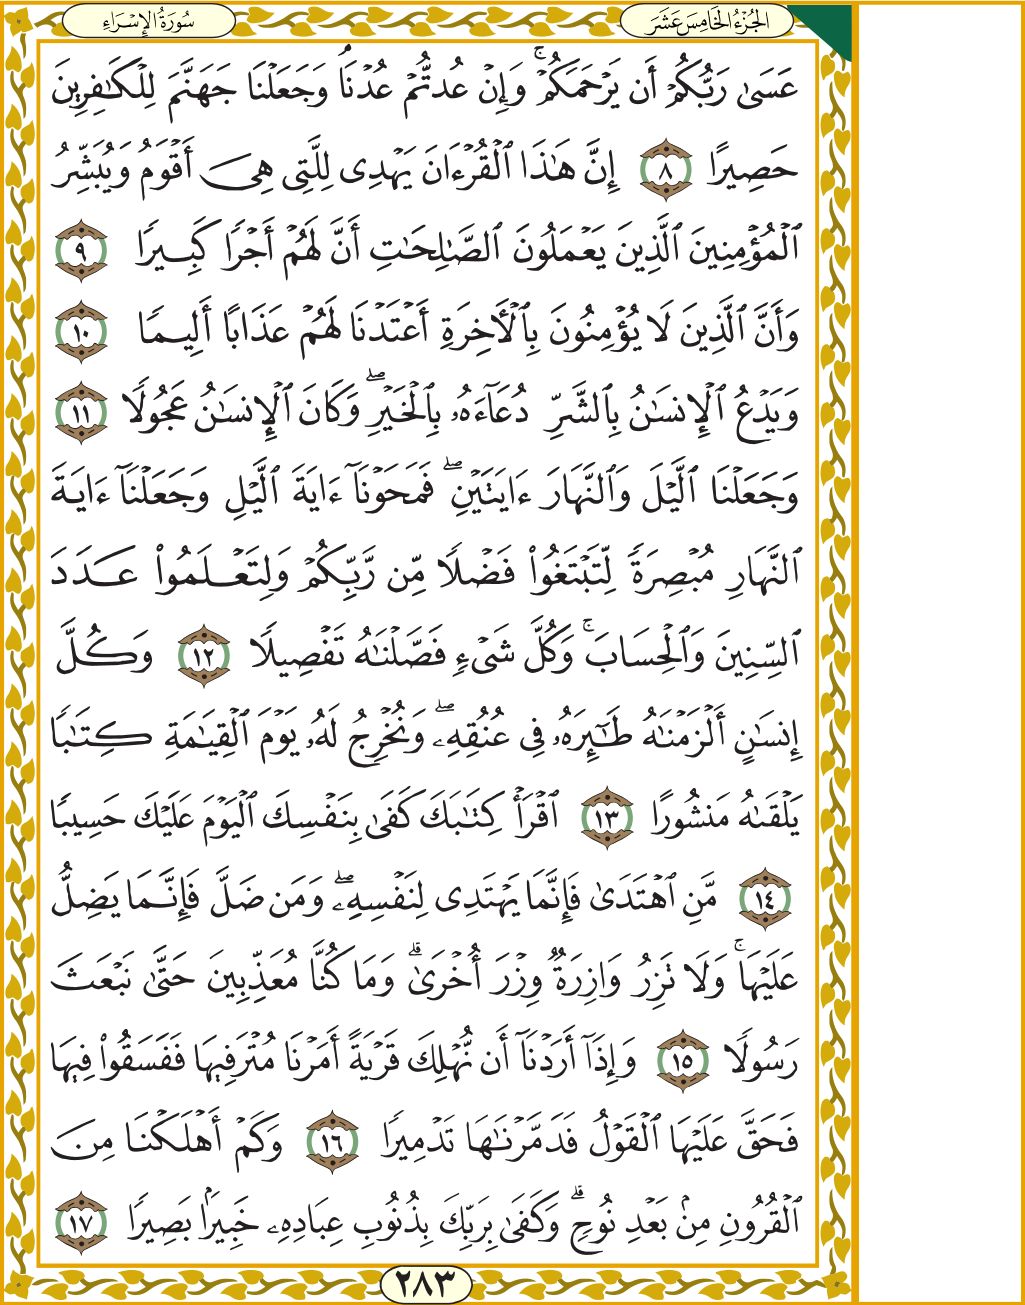 الجُزْءُ الخَامِسَ عَشَرَ
سُورَةُ الإِسْرَاءِ
عَسَىٰ رَبُّكُمْ أَن يَرْحَمَكُمْۚ وَإِنْ عُدتُّمْ عُدْنَاۘ وَجَعَلْنَا جَهَنَّمَ لِلْكَٰفِرِينَ
حَصِيرًا ٨ إِنَّ هَٰذَا ٱلْقُرْءَانَ يَهْدِى لِلَّتِى هِىَ أَقْوَمُ وَيُبَشِّرُ
ٱلْمُؤْمِنِينَ ٱلَّذِينَ يَعْمَلُونَ ٱلصَّٰلِحَٰتِ أَنَّ لَهُمْ أَجْرًا كَبِيرًا ٩
وَأَنَّ ٱلَّذِينَ لَا يُؤْمِنُونَ بِٱلْأَخِرَةِ أَعْتَدْنَا لَهُمْ عَذَابًا أَلِيمًا ١٠
وَيَدْعُ ٱلْإِنسَٰنُ بِٱلشَّرِّ دُعَآءَهُۥ بِٱلْخَيْرِۖ وَكَانَ ٱلْإِنسَٰنُ عَجُولًا ١١
وَجَعَلْنَا ٱلَّيْلَ وَٱلنَّهَارَ ءَايَتَيْنِۖ فَمَحَوْنَآ ءَايَةَ ٱلَّيْلِ وَجَعَلْنَآ ءَايَةَ
ٱلنَّهَارِ مُبْصِرَةً لِّتَبْتَغُوا۟ فَضْلًا مِّن رَّبِّكُمْ وَلِتَعْلَمُوا۟ عَدَدَ
ٱلسِّنِينَ وَٱلْحِسَابَۚ وَكُلَّ شَىْءٍ فَصَّلْنَٰهُ تَفْصِيلًا ١٢ وَكُلَّ
إِنسَٰنٍ أَلْزَمْنَٰهُ طَٰٓئِرَهُۥ فِى عُنُقِهِۦۖ وَنُخْرِجُ لَهُۥ يَوْمَ ٱلْقِيَٰمَةِ كِتَٰبًا
يَلْقَىٰهُ مَنشُورًا ١٣ ٱقْرَأْ كِتَٰبَكَ كَفَىٰ بِنَفْسِكَ ٱلْيَوْمَ عَلَيْكَ حَسِيبًا
١٤ مَّنِ ٱهْتَدَىٰ فَإِنَّمَا يَهْتَدِى لِنَفْسِهِۦۖ وَمَن ضَلَّ فَإِنَّمَا يَضِلُّ
عَلَيْهَاۚ وَلَا تَزِرُ وَازِرَةٌ وِزْرَ أُخْرَىٰۗ وَمَا كُنَّا مُعَذِّبِينَ حَتَّىٰ نَبْعَثَ
رَسُولًا ١٥ وَإِذَآ أَرَدْنَآ أَن نُّهْلِكَ قَرْيَةً أَمَرْنَا مُتْرَفِيهَا فَفَسَقُوا۟ فِيهَا
فَحَقَّ عَلَيْهَا ٱلْقَوْلُ فَدَمَّرْنَٰهَا تَدْمِيرًا ١٦ وَكَمْ أَهْلَكْنَا مِنَ
ٱلْقُرُونِ مِنۢ بَعْدِ نُوحٍۗ وَكَفَىٰ بِرَبِّكَ بِذُنُوبِ عِبَادِهِۦ خَبِيرًۢا بَصِيرًا ١٧
٢٨٣